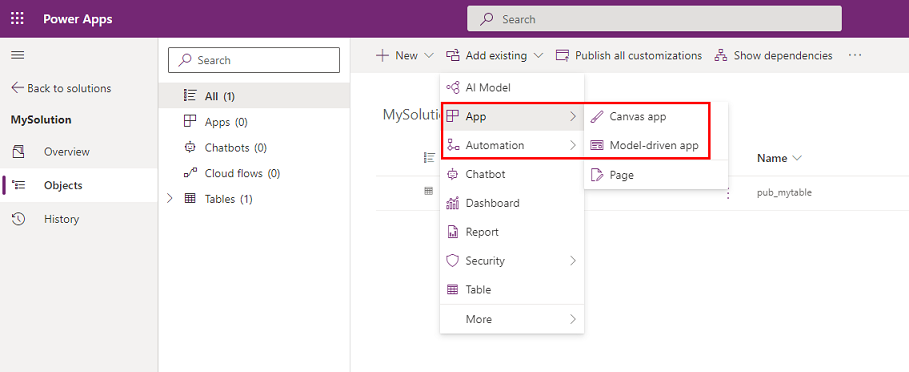 Power Apps
Search
Back to solutions
MySolution
Overview
Objects
History
Search
All (1)
Apps (0)
Chatbots (0)
Cloud flows (0)
Tables (1)
New
Add existing
Publish all customizations
Show dependencies
MySolutio
AI Model
App
Automation
Chatbot
Dashboard
Report
Security
Table
More
Canvas app
Model-driven app
Page
Name
pub_mytable